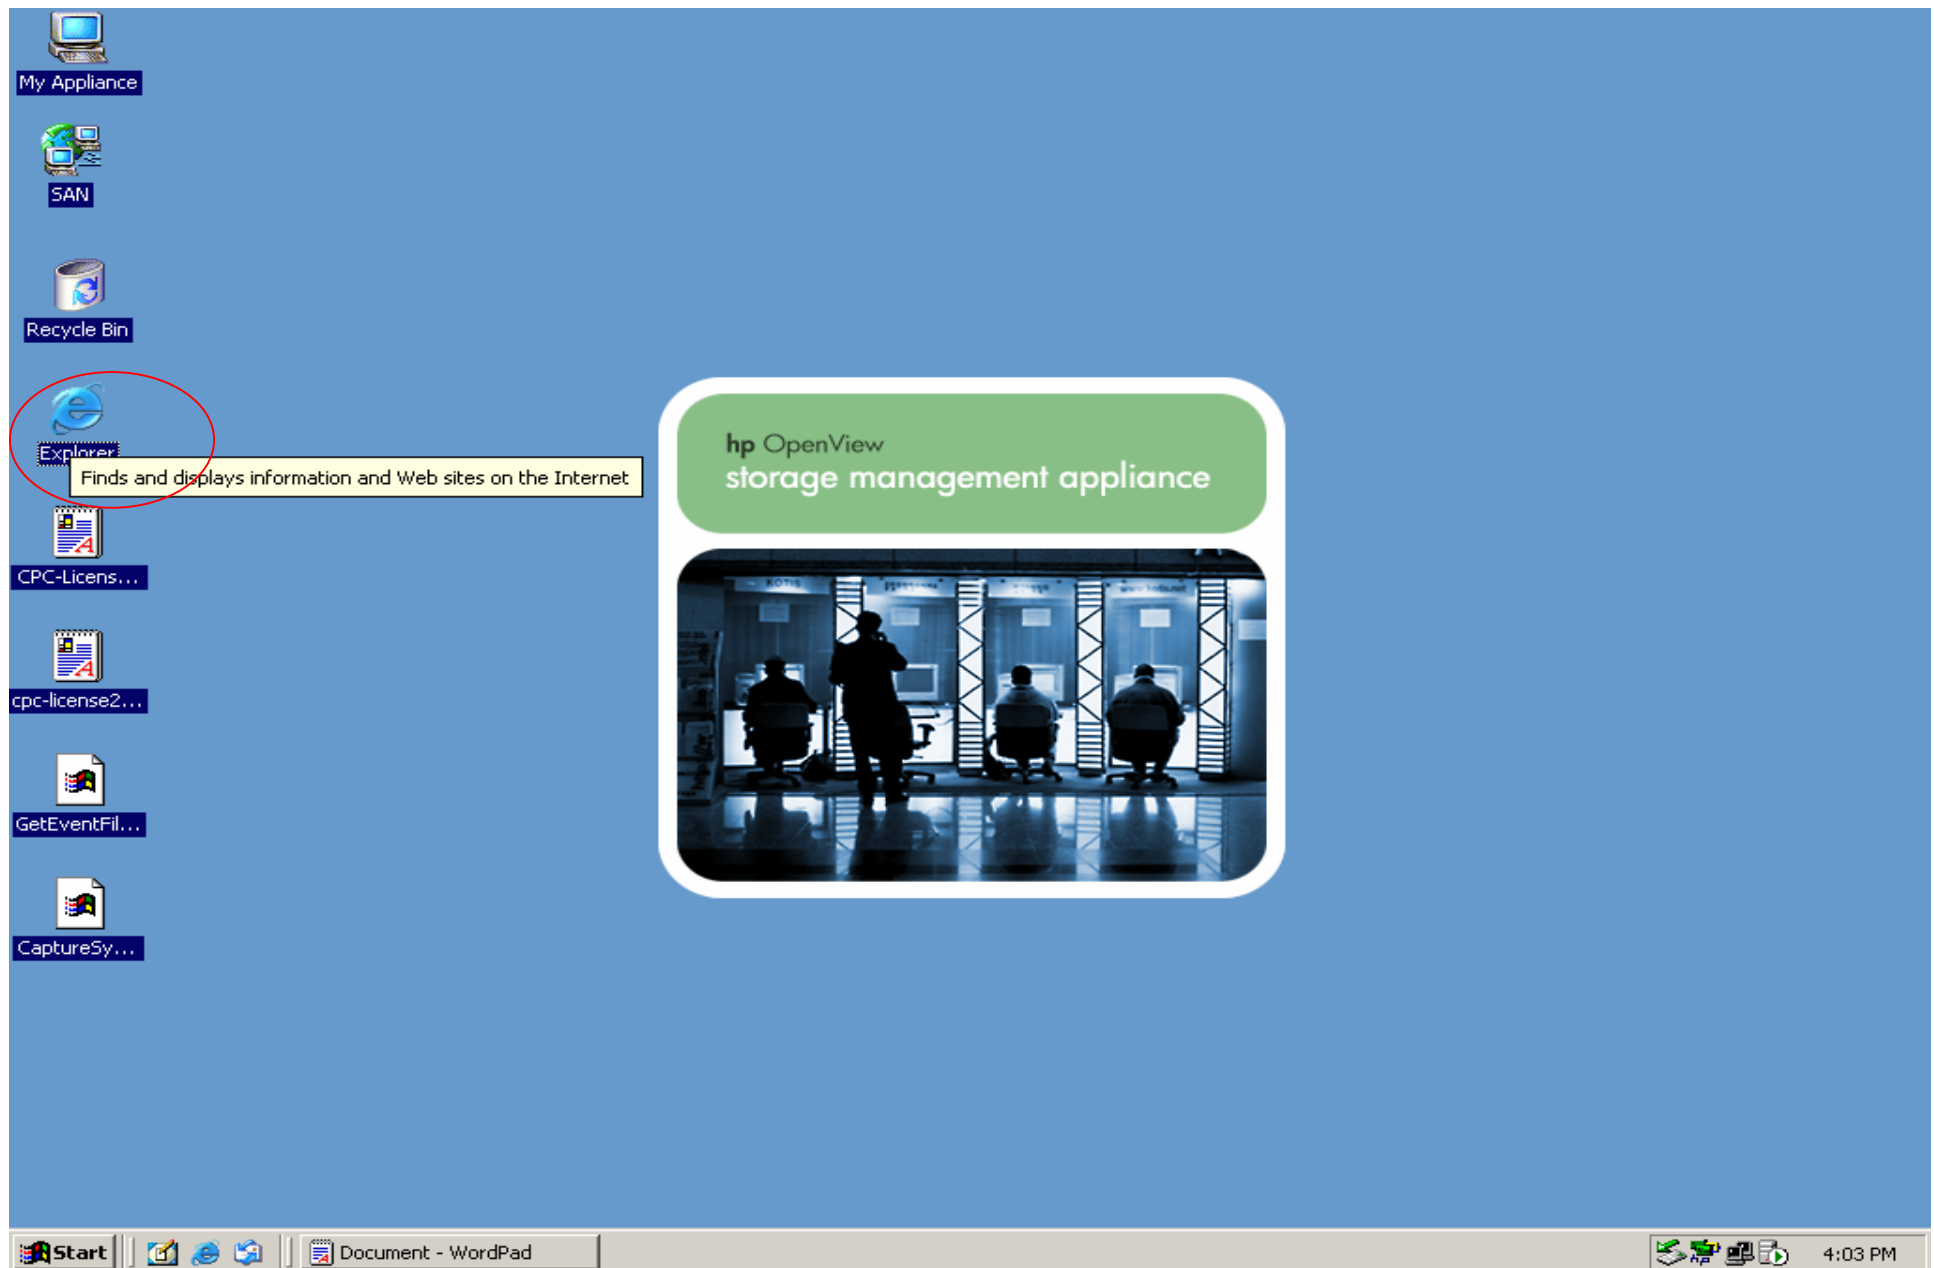 My Appliance
SAN
Recycle Bin
Explorer
Finds and displays information and Web sites on the Internet
CPC-Licens...
cpc-license2...
GetEventFil...
CaptureSy...
hp OpenView
storage management appliance
KOTIS
Start
Document - WordPad
4:03 PM